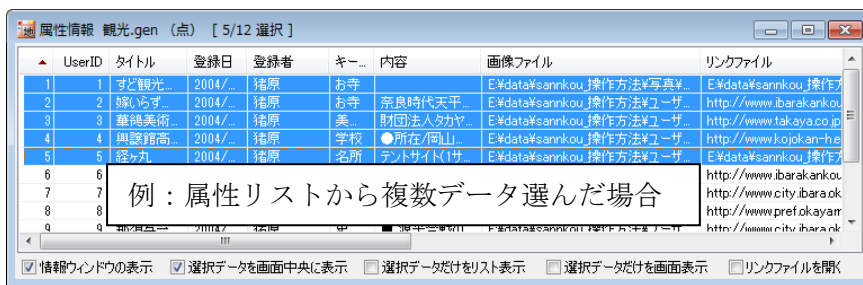 属性情報 観光.gen （点） [ 5/12 選択 ]
UserID タイトル 登録日 登録者 キー... 内容 画像ファイル リンクファイル
1 1 すど観光... 2004/... 猪原 お寺 E:¥data¥sannkou_操作方法¥写真¥... E:¥data¥sannkou_操作方
2 2 嫁いらず... 2004/... 猪原 お寺 奈良時代天平... E:¥data¥sannkou_操作方法¥ユーザ... http://www.ibarakankou
3 3 華鴒美術... 2004/... 猪原 美... 財団法人タカヤ... E:¥data¥sannkou_操作方法¥ユーザ... http://www.takaya.co.jp
4 4 興譲館高... 2004/... 猪原 学校 ●所在/岡山... E:¥data¥sannkou_操作方法¥ユーザ... http://www.kojokan-h.e
5 5 経ヶ丸 2004/... 猪原 名所 テントサイト(1サ... E:¥data¥sannkou_操作方法¥ユーザ... E:¥data¥sannkou_操作方
6 6 http://www.ibarakankou
7 7 http://www.city.ibara.ok
8 8 http://www.pref.okayam
9 9 http://www.city.ibara.ok
例：属性リストから複数データ選んだ場合
情報ウィンドウの表示 選択データを画面中央に表示 選択データだけをリスト表示 選択データだけを画面表示 リンクファイルを開く